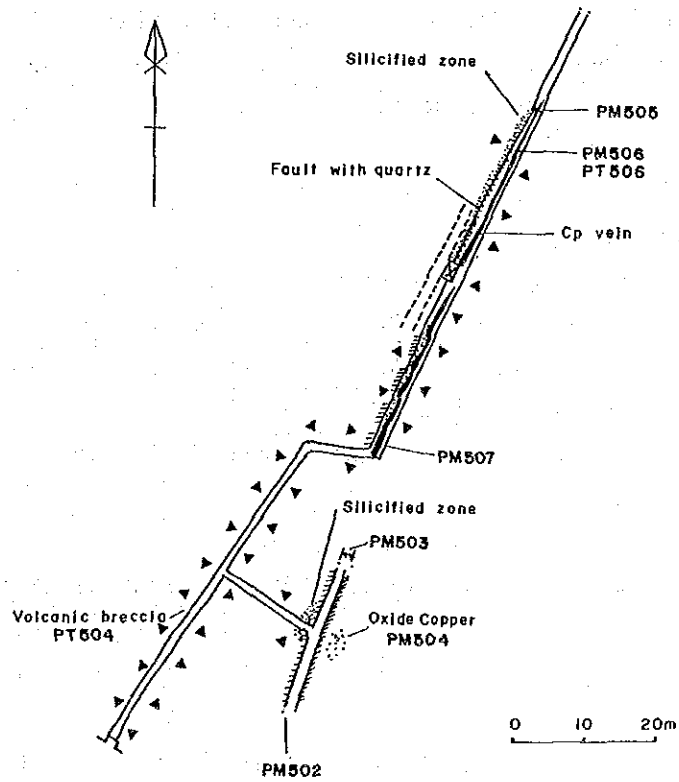 Silicified zone
PM505
PM506
PT506
Fault with quartz
Cp vein
PM507
Silicified zone
PM503
Volcanic breccia
PT504
Oxide Copper
PM504
0 10 20m
PM502